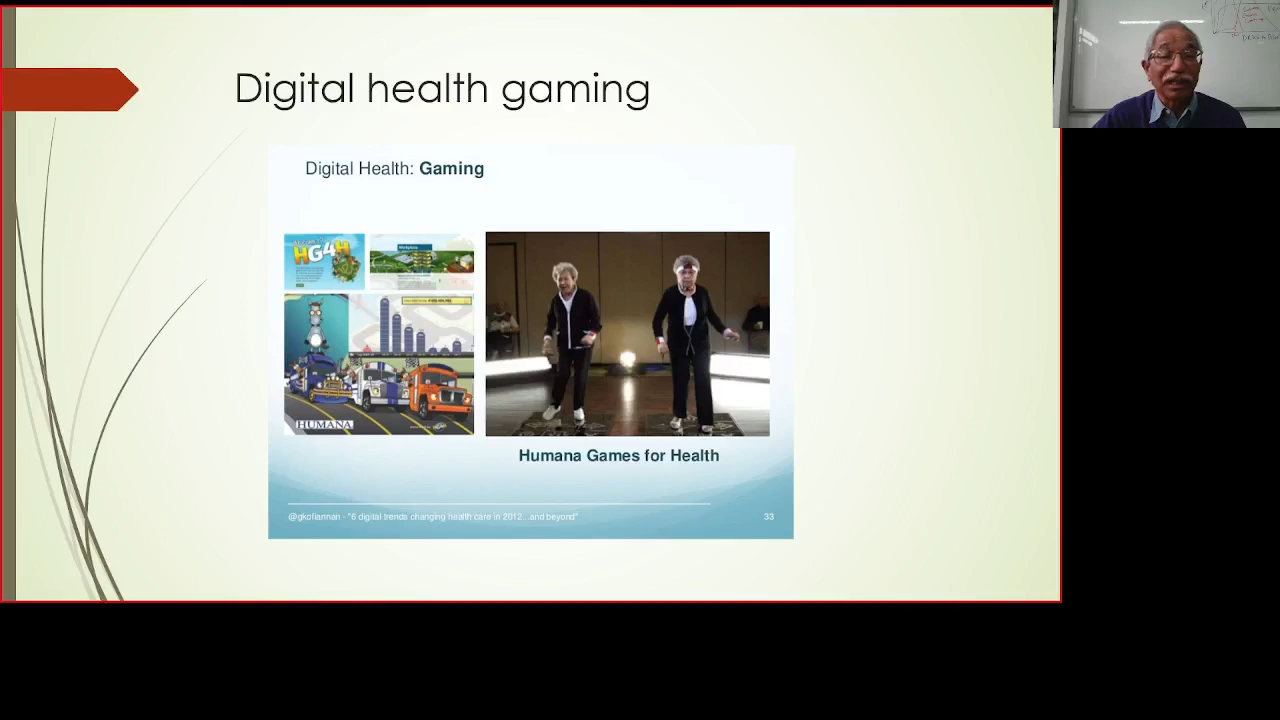 Digital health gaming
Digital Health: Gaming
HG4H
HUMANA
Humana Games for Health
@gkofiannan - "6 digital trends changing health care in 2012...and beyond"
33